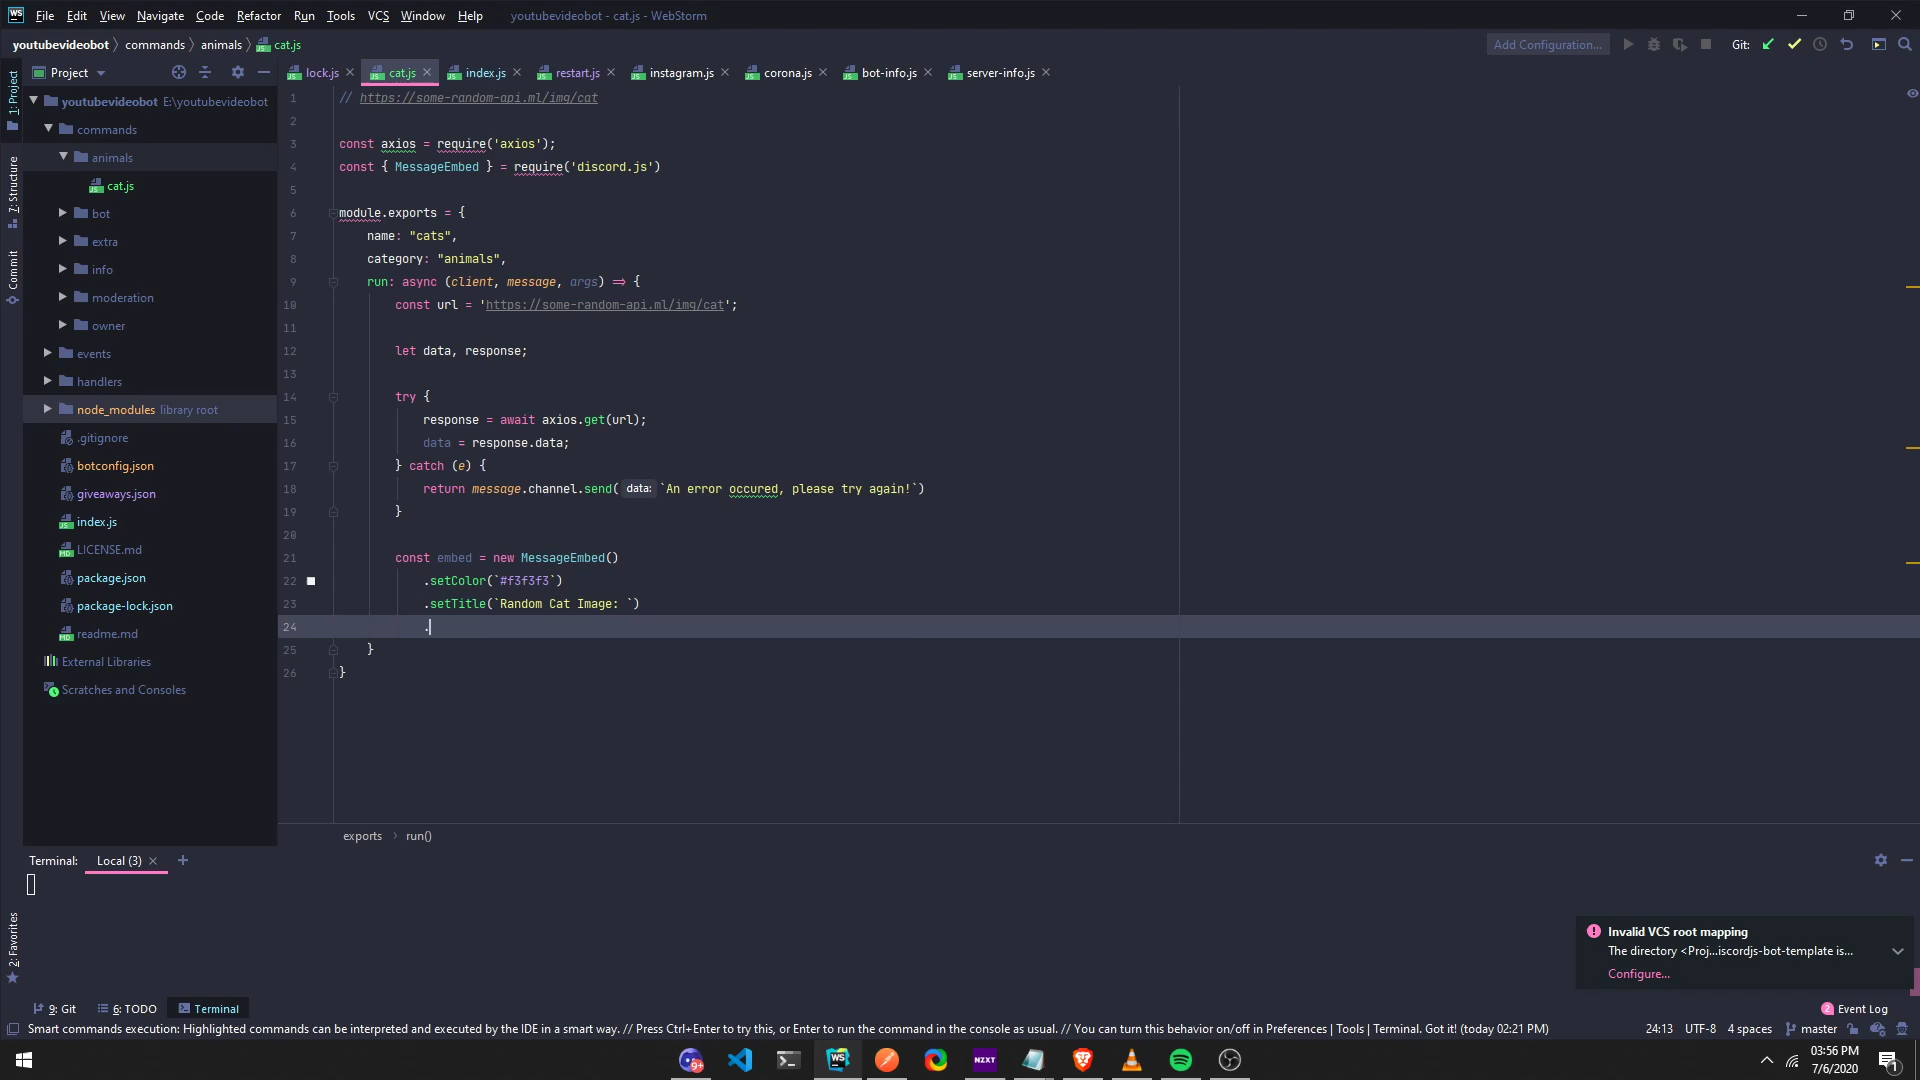 WS File Edit View Navigate Code Refactor Run Tools VCS Window Help youtubevideobot - cat.js - WebStorm
youtubevideobot commands animals cat.js Add Configuration... Git:
Project lock.js cat.js index.js restart.js instagram.js corona.js bot-info.js server-info.js
1: Project
7: Structure
Commit
2: Favorites
youtubevideobot E:\youtubevideobot
commands
animals
cat.js
bot
extra
info
moderation
owner
events
handlers
node_modules library root
.gitignore
botconfig.json
giveaways.json
index.js
LICENSE.md
package.json
package-lock.json
readme.md
External Libraries
Scratches and Consoles
1 // https://some-random-api.ml/img/cat
2
3 const axios = require('axios');
4 const { MessageEmbed } = require('discord.js')
5
6 module.exports = {
7 name: "cats",
8 category: "animals",
9 run: async (client, message, args) => {
10 const url = 'https://some-random-api.ml/img/cat';
11
12 let data, response;
13
14 try {
15 response = await axios.get(url);
16 data = response.data;
17 } catch (e) {
18 return message.channel.send( data: `An error occured, please try again!`)
19 }
20
21 const embed = new MessageEmbed()
22 .setColor(`#f3f3f3`)
23 .setTitle(`Random Cat Image: `)
24 .
25 }
26 }
exports run()
Terminal: Local (3)
Invalid VCS root mapping
The directory <Proj...iscordjs-bot-template is...
Configure...
9: Git 6: TODO Terminal 2 Event Log
Smart commands execution: Highlighted commands can be interpreted and executed by the IDE in a smart way. // Press Ctrl+Enter to try this, or Enter to run the command in the console as usual. // You can turn this behavior on/off in Preferences | Tools | Terminal. Got it! (today 02:21 PM) 24:13 UTF-8 4 spaces master
9+ WS NZXT 03:56 PM
7/6/2020 1